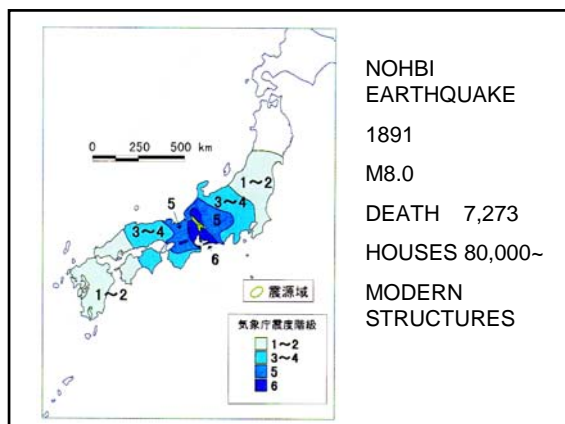 NOHBI
EARTHQUAKE
1891
M8.0
DEATH 7,273
HOUSES 80,000~
MODERN
STRUCTURES
0 250 500 km
1～2
3～4
5
5
3～4
6
1～2
震源域
気象庁震度階級
1～2
3～4
5
6